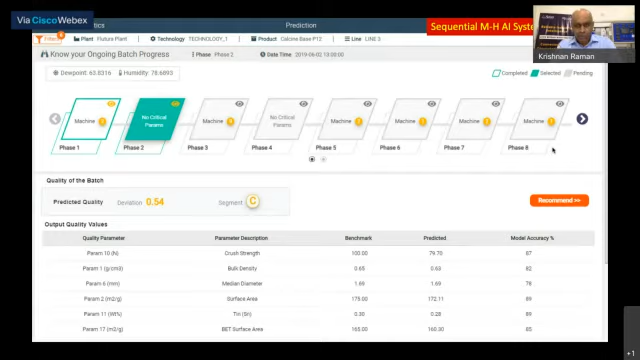 Via CiscoWebex
Prediction
Sequential M-H AI Syste
Filter
Plant Fluture Plant
Technology TECHNOLOGY_1
Product Calcine Base P12
Line LINE 3
Krishnan Raman
Know your Ongoing Batch Progress
Phase Phase 2
Date Time 2019-06-02 13:00:00
Dewpoint: 63.8316
Humidity: 78.6893
Completed
Selected
Pending
Machine
No Critical
Params
Machine
No Critical
Params
Machine
Machine
Machine
Machine
Phase 1
Phase 2
Phase 3
Phase 4
Phase 5
Phase 6
Phase 7
Phase 8
Quality of the Batch
Predicted Quality
Deviation 0.54
Segment C
Recommend >>
Output Quality Values
Quality Parameter Parameter Description Benchmark Predicted Model Accuracy %
Param 10 (N) Crush Strength 100.00 79.70 87
Param 1 (g/cm3) Bulk Density 0.65 0.63 82
Param 6 (mm) Median Diameter 1.69 1.69 78
Param 2 (m2/g) Surface Area 175.00 172.11 89
Param 11 (Wt%) Tin (Sn) 0.30 0.28 89
Param 17 (m2/g) BET Surface Area 165.00 160.30 85
+1